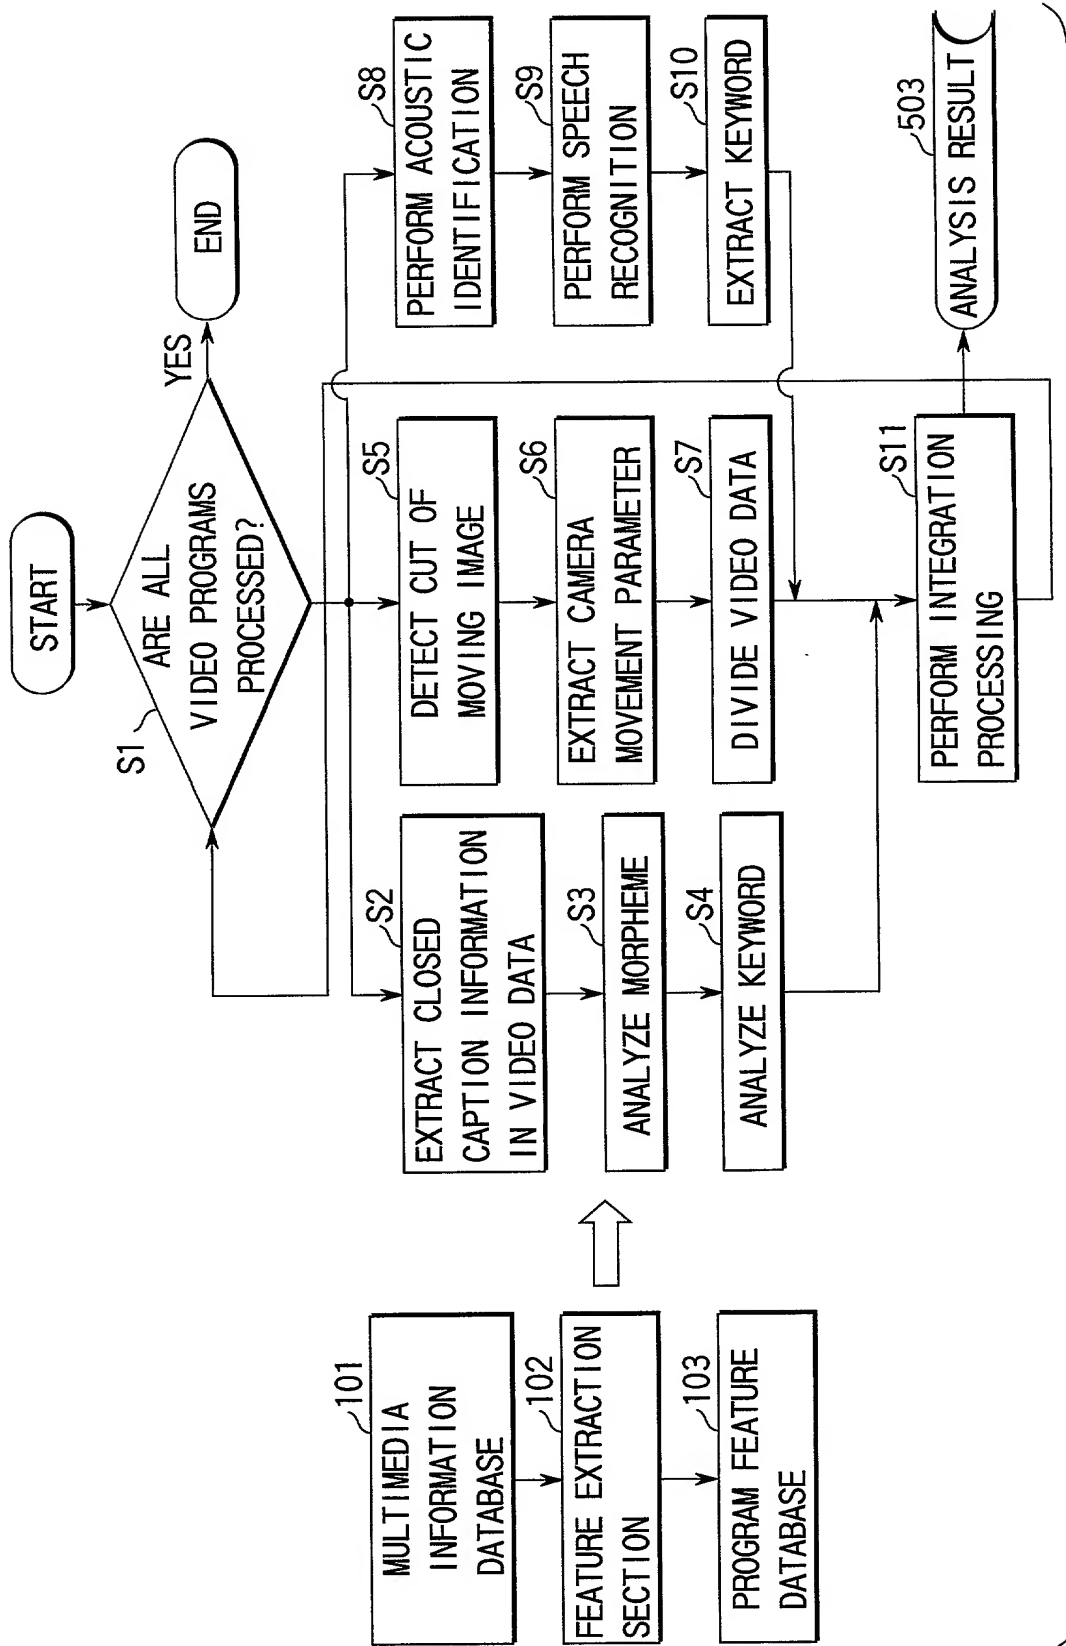 START
S1
ARE ALL
VIDEO PROGRAMS
PROCESSED?
YES
END
101
MULTIMEDIA
INFORMATION
DATABASE
102
FEATURE EXTRACTION
SECTION
103
PROGRAM FEATURE
DATABASE
S2
EXTRACT CLOSED
CAPTION INFORMATION
IN VIDEO DATA
S3
ANALYZE MORPHEME
S4
ANALYZE KEYWORD
S5
DETECT CUT OF
MOVING IMAGE
S6
EXTRACT CAMERA
MOVEMENT PARAMETER
S7
DIVIDE VIDEO DATA
S8
PERFORM ACOUSTIC
IDENTIFICATION
S9
PERFORM SPEECH
RECOGNITION
S10
EXTRACT KEYWORD
S11
PERFORM INTEGRATION
PROCESSING
503
ANALYSIS RESULT